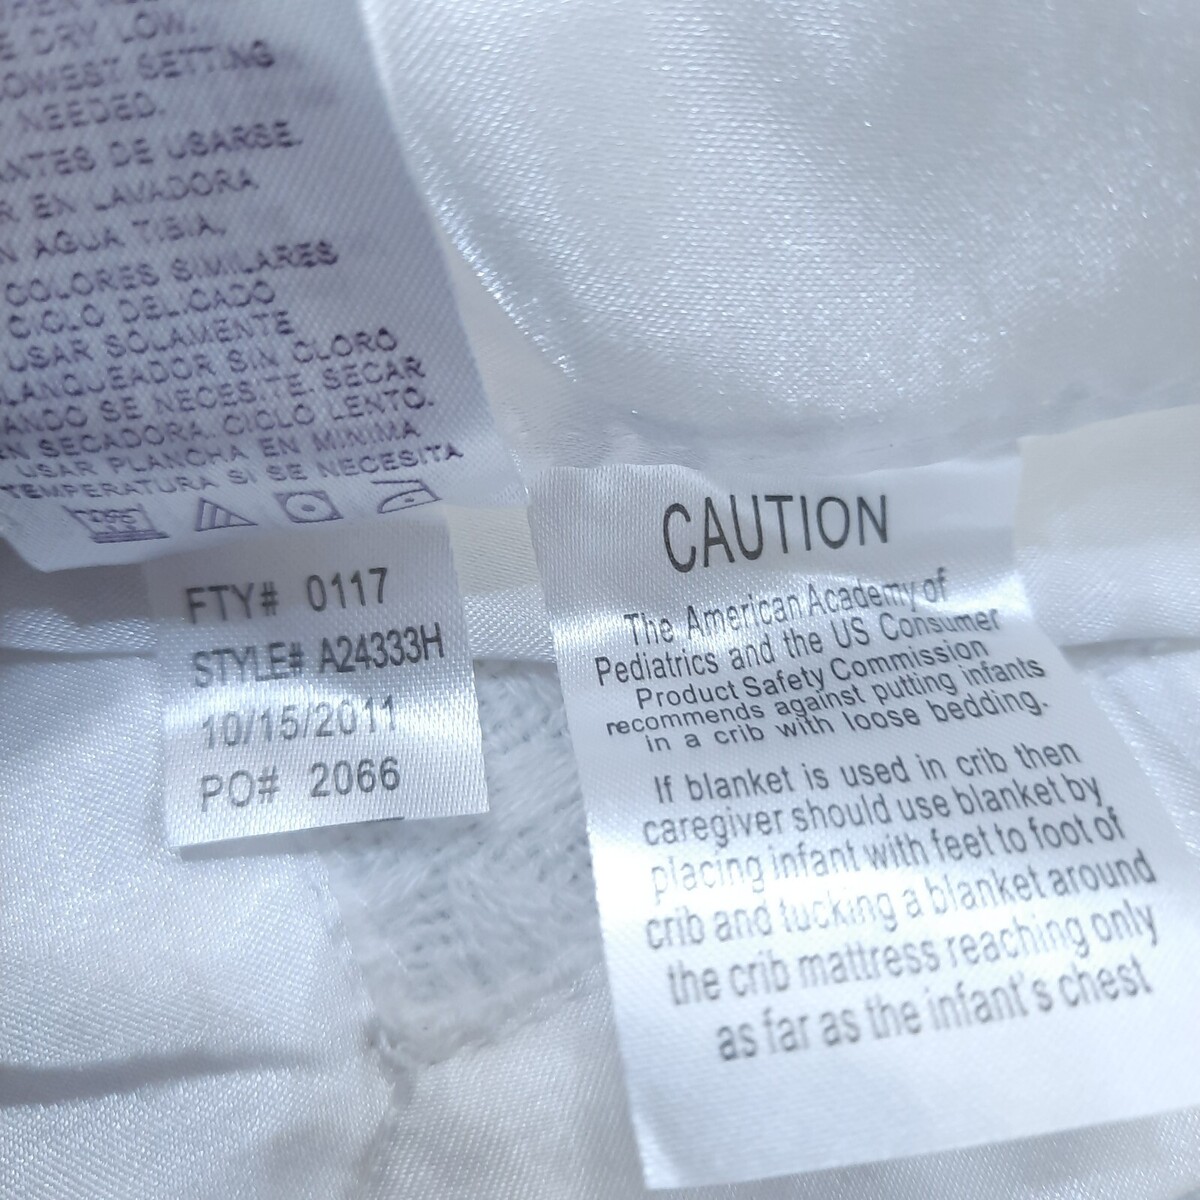 DRY LOW.
LOWEST SETTING
NEEDED.
ANTES DE USARSE.
R EN LAVADORA
N AGUA TIBIA,
COLORES SIMILARES
CICLO DELICADO
USAR SOLAMENTE
LANQUEADOR SIN CLORO
ANDO SE NECESITE SECAR
EN SECADORA. CICLO LENTO.
USAR PLANCHA EN MINIMA
TEMPERATURA SI SE NECESITA
FTY# 0117
STYLE# A24333H
10/15/2011
PO# 2066
CAUTION
The American Academy of
Pediatrics and the US Consumer
Product Safety Commission
recommends against putting infants
in a crib with loose bedding.
If blanket is used in crib then
caregiver should use blanket by
placing infant with feet to foot of
crib and tucking a blanket around
the crib mattress reaching only
as far as the infant's chest